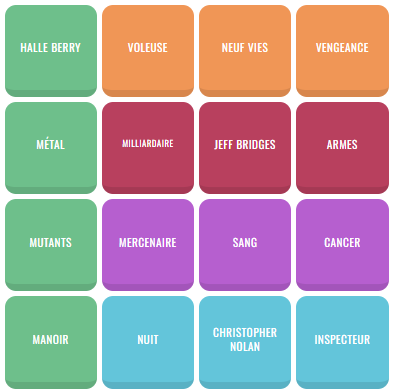 HALLE BERRY
VOLEUSE
NEUF VIES
VENGEANCE
MÉTAL
MILLIARDAIRE
JEFF BRIDGES
ARMES
MUTANTS
MERCENAIRE
SANG
CANCER
MANOIR
NUIT
CHRISTOPHER
NOLAN
INSPECTEUR